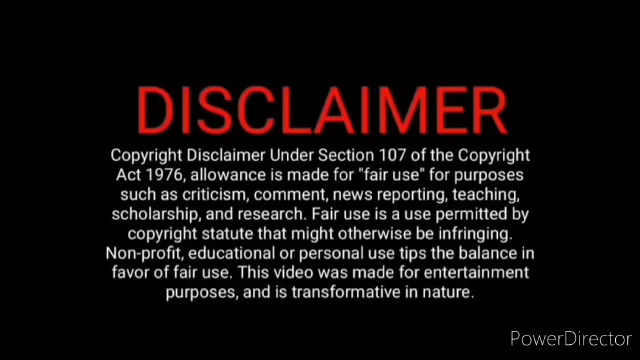 DISCLAIMER
Copyright Disclaimer Under Section 107 of the Copyright
Act 1976, allowance is made for "fair use" for purposes
such as criticism, comment, news reporting, teaching,
scholarship, and research. Fair use is a use permitted by
copyright statute that might otherwise be infringing.
Non-profit, educational or personal use tips the balance in
favor of fair use. This video was made for entertainment
purposes, and is transformative in nature.
PowerDirector